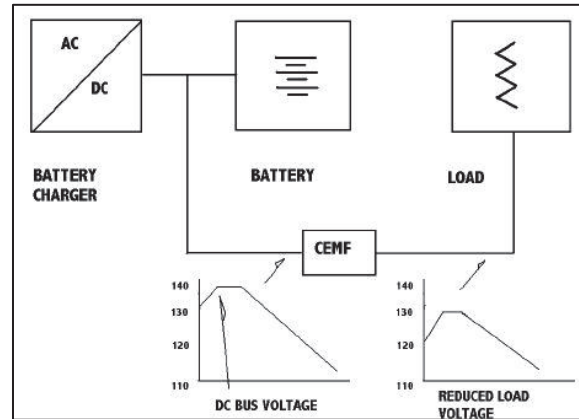 AC
DC
BATTERY
CHARGER
BATTERY
LOAD
CEMF
140
130
120
110
DC BUS VOLTAGE
140
130
120
110
REDUCED LOAD
VOLTAGE